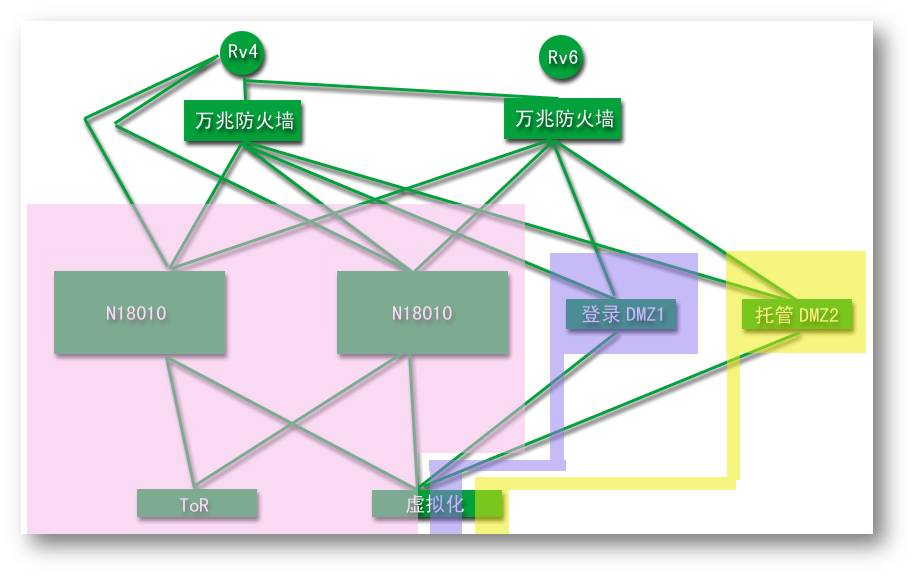 Rv4
Rv6
万兆防火墙
万兆防火墙
N18010
N18010
登录 DMZ1
托管 DMZ2
ToR
虚拟化